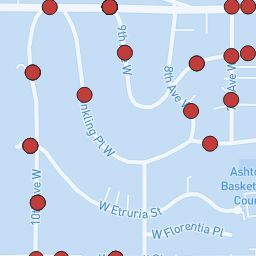 9th
W
8th Ave W
nkling Pl W
Ave W
10th Ave W
Ashto
Basket
Cou
W Etruria St
W Florentia Pl